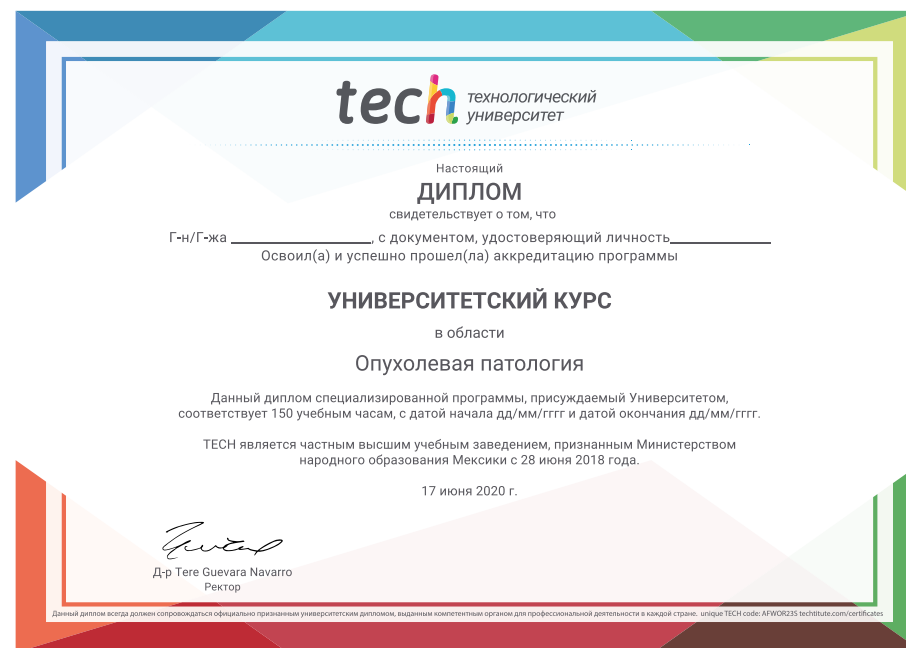 tech технологический
университет
Настоящий
ДИПЛОМ
свидетельствует о том, что
Г-н/Г-жа ____________________, с документом, удостоверяющий личность______________
Освоил(а) и успешно прошел(ла) аккредитацию программы
УНИВЕРСИТЕТСКИЙ КУРС
в области
Опухолевая патология
Данный диплом специализированной программы, присуждаемый Университетом,
соответствует 150 учебным часам, с датой начала дд/мм/гггг и датой окончания дд/мм/гггг.
TECH является частным высшим учебным заведением, признанным Министерством
народного образования Мексики с 28 июня 2018 года.
17 июня 2020 г.
Д-р Tere Guevara Navarro
Ректор
Данный диплом всегда должен сопровождаться официально признанным университетским дипломом, выданным компетентным органом для профессиональной деятельности в каждой стране. unique TECH code: AFWOR23S techtitute.com/certificates